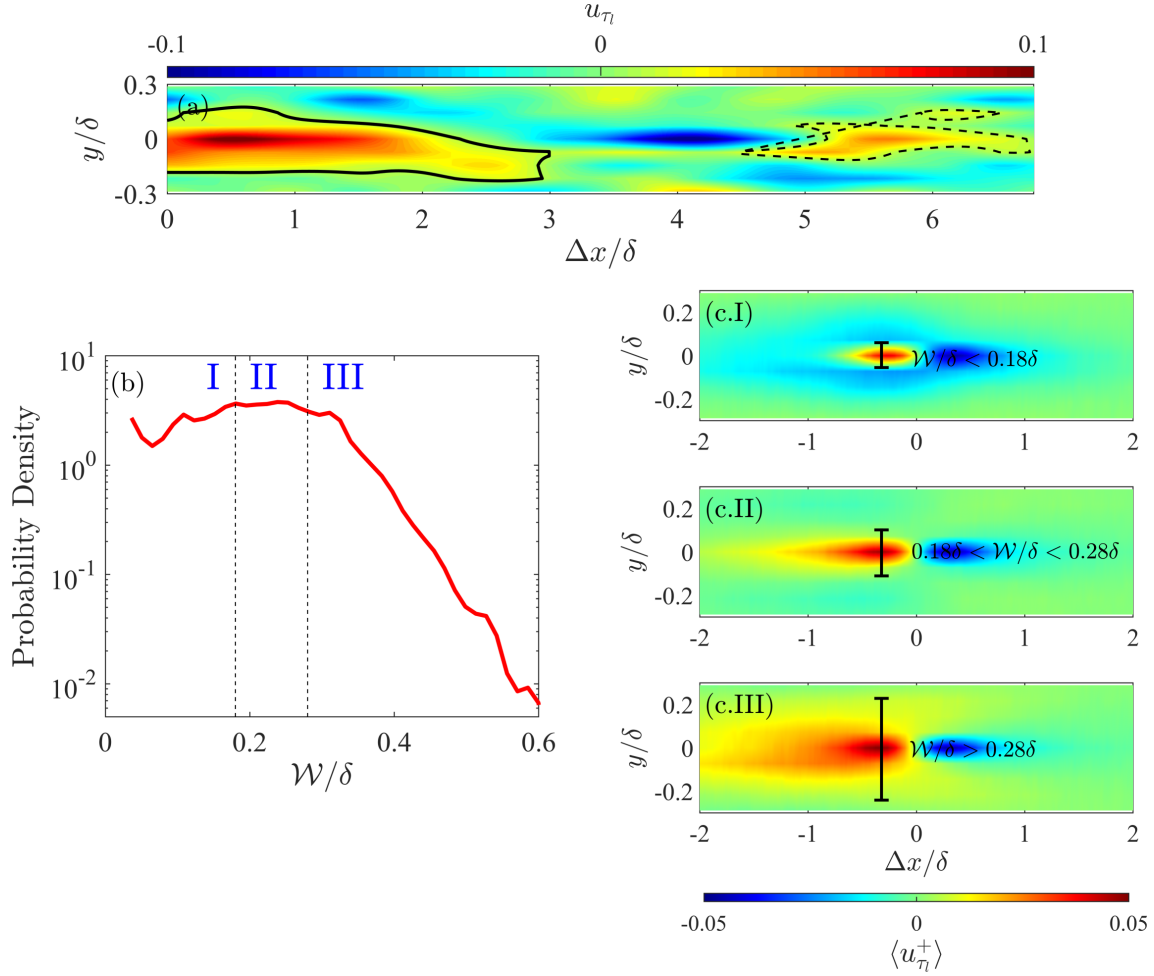 u_{τ_l}
-0.1 0 0.1
(a)
y/δ
0.3
0
-0.3
0 1 2 3 4 5 6
Δx/δ
(b)
I II III
Probability Density
10^1
10^0
10^{-1}
10^{-2}
0 0.2 0.4 0.6
𝒲/δ
(c.I)
y/δ
0.2
0
-0.2
𝒲/δ < 0.18δ
-2 -1 0 1 2
(c.II)
y/δ
0.2
0
-0.2
0.18δ < 𝒲/δ < 0.28δ
-2 -1 0 1 2
(c.III)
y/δ
0.2
0
-0.2
𝒲/δ > 0.28δ
-2 -1 0 1 2
Δx/δ
-0.05 0 0.05
⟨u^+_{τ_l}⟩